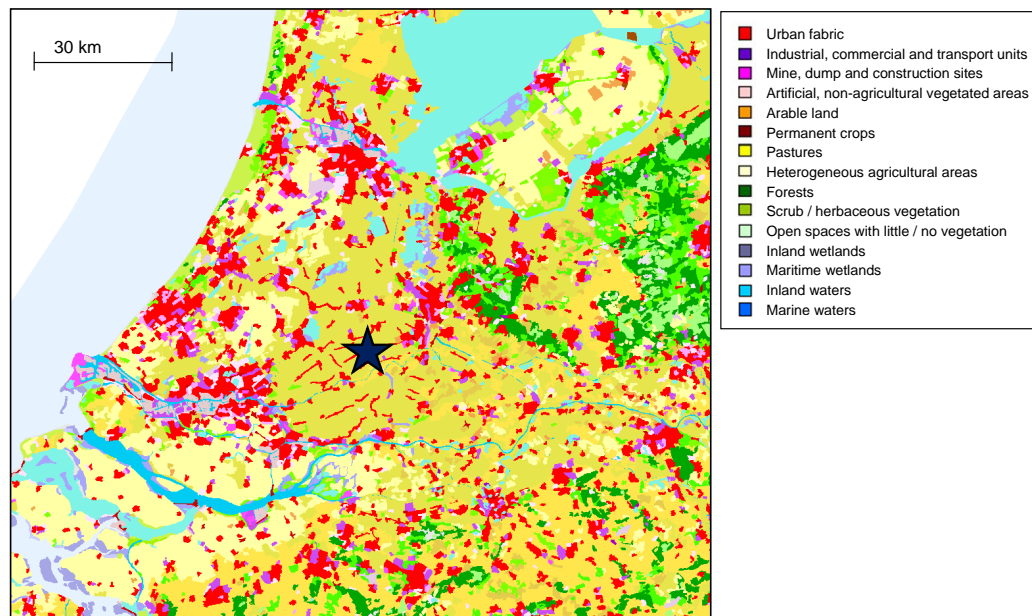 30 km
Urban fabric
Industrial, commercial and transport units
Mine, dump and construction sites
Artificial, non-agricultural vegetated areas
Arable land
Permanent crops
Pastures
Heterogeneous agricultural areas
Forests
Scrub / herbaceous vegetation
Open spaces with little / no vegetation
Inland wetlands
Maritime wetlands
Inland waters
Marine waters